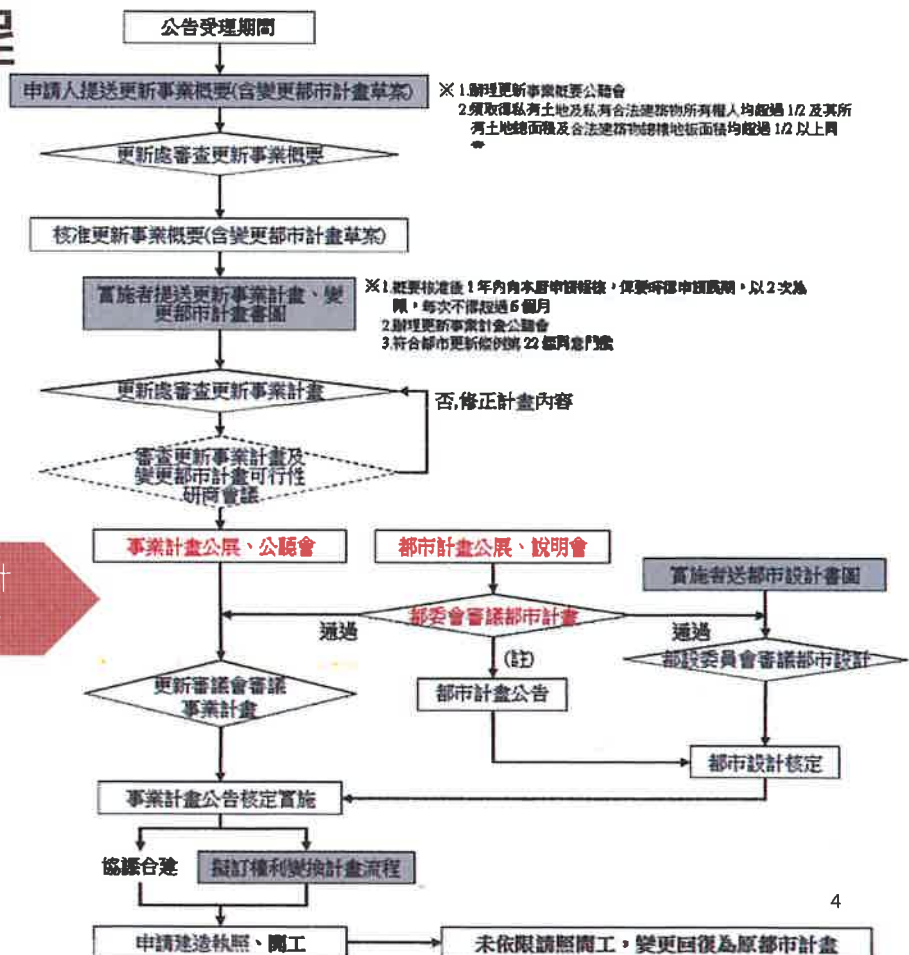 程
公告受理期間
申請人提送更新事業概要(含變更都市計畫草案)
※ 1.辦理更新事業概要公聽會
2.須取得私有土地及私有合法建築物所有權人均超過 1/2 及其所
有土地總面積及合法建築物總樓地板面積均超過 1/2 以上同
更新處審查更新事業概要
核准更新事業概要(含變更都市計畫草案)
實施者提送更新事業計畫、變
更都市計畫書圖
※ 1.概要核准後 1 年內向本府申請報核,
以 2 次為
限,每次不得超過 6 個月
2.辦理更新事業計畫公聽會
3.符合都市更新條例第 22 條同意門檻
更新處審查更新事業計畫
否,修正計畫內容
審查更新事業計畫及
變更都市計畫可行性
研商會議
事業計畫公展、公聽會
都市計畫公展、說明會
計
實施者送都市設計書圖
都委會審議都市計畫
通過
通過
(註)
都設委員會審議都市設計
更新審議會審議
事業計畫
都市計畫公告
都市設計核定
事業計畫公告核定實施
協議合建
擬訂權利變換計畫流程
4
申請建造執照、開工
未依限請照開工,變更回復為原都市計畫